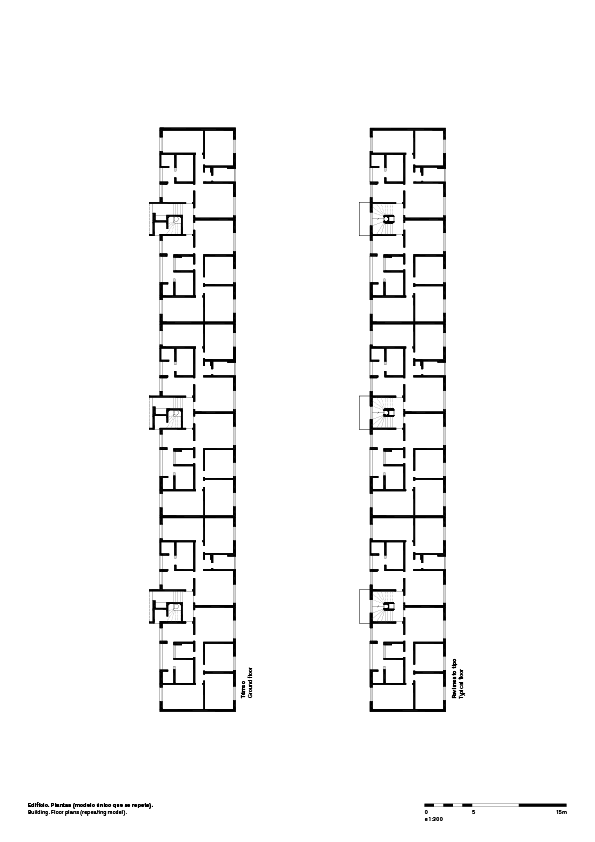 Térreo
Ground floor
Pavimento tipo
Typical floor
Edifício. Plantas (modelo único que se repete).
Building. Floor plans (repeating model).
0 5 15m
e 1:200